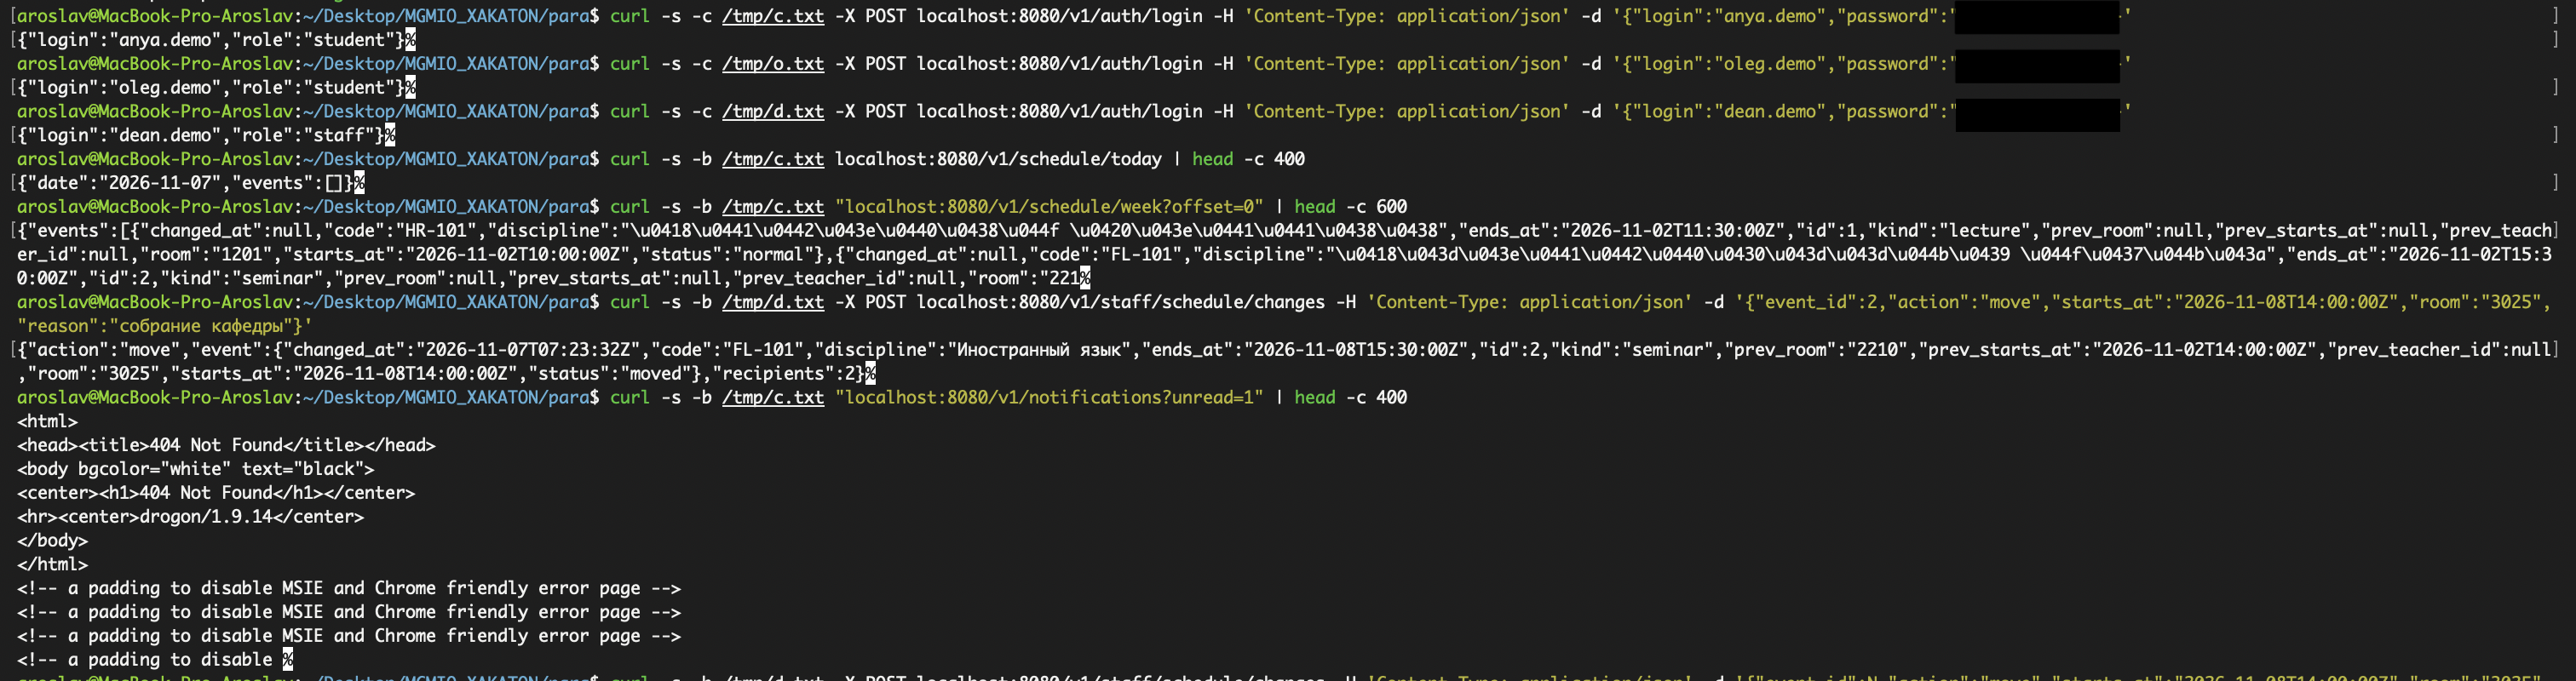 [aroslav@MacBook-Pro-Aroslav:~/Desktop/MGMIO_XAKATON/para$ curl -s -c /tmp/c.txt -X POST localhost:8080/v1/auth/login -H 'Content-Type: application/json' -d '{"login":"anya.demo","password":" ' ]
[{"login":"anya.demo","role":"student"}% ]
aroslav@MacBook-Pro-Aroslav:~/Desktop/MGMIO_XAKATON/para$ curl -s -c /tmp/o.txt -X POST localhost:8080/v1/auth/login -H 'Content-Type: application/json' -d '{"login":"oleg.demo","password":" '
[{"login":"oleg.demo","role":"student"}% ]
aroslav@MacBook-Pro-Aroslav:~/Desktop/MGMIO_XAKATON/para$ curl -s -c /tmp/d.txt -X POST localhost:8080/v1/auth/login -H 'Content-Type: application/json' -d '{"login":"dean.demo","password":" '
[{"login":"dean.demo","role":"staff"}% ]
aroslav@MacBook-Pro-Aroslav:~/Desktop/MGMIO_XAKATON/para$ curl -s -b /tmp/c.txt localhost:8080/v1/schedule/today | head -c 400
[{"date":"2026-11-07","events":[]}% ]
aroslav@MacBook-Pro-Aroslav:~/Desktop/MGMIO_XAKATON/para$ curl -s -b /tmp/c.txt "localhost:8080/v1/schedule/week?offset=0" | head -c 600
[{"events":[{"changed_at":null,"code":"HR-101","discipline":"\u0418\u0441\u0442\u043e\u0440\u0438\u044f \u0420\u043e\u0441\u0441\u0438\u0438","ends_at":"2026-11-02T11:30:00Z","id":1,"kind":"lecture","prev_room":null,"prev_starts_at":null,"prev_teach]
er_id":null,"room":"1201","starts_at":"2026-11-02T10:00:00Z","status":"normal"},{"changed_at":null,"code":"FL-101","discipline":"\u0418\u043d\u043e\u0441\u0442\u0440\u0430\u043d\u043d\u044b\u0439 \u044f\u0437\u044b\u043a","ends_at":"2026-11-02T15:3
0:00Z","id":2,"kind":"seminar","prev_room":null,"prev_starts_at":null,"prev_teacher_id":null,"room":"221%
aroslav@MacBook-Pro-Aroslav:~/Desktop/MGMIO_XAKATON/para$ curl -s -b /tmp/d.txt -X POST localhost:8080/v1/staff/schedule/changes -H 'Content-Type: application/json' -d '{"event_id":2,"action":"move","starts_at":"2026-11-08T14:00:00Z","room":"3025",
"reason":"собрание кафедры"}'
[{"action":"move","event":{"changed_at":"2026-11-07T07:23:32Z","code":"FL-101","discipline":"Иностранный язык","ends_at":"2026-11-08T15:30:00Z","id":2,"kind":"seminar","prev_room":"2210","prev_starts_at":"2026-11-02T14:00:00Z","prev_teacher_id":null]
,"room":"3025","starts_at":"2026-11-08T14:00:00Z","status":"moved"},"recipients":2}%
aroslav@MacBook-Pro-Aroslav:~/Desktop/MGMIO_XAKATON/para$ curl -s -b /tmp/c.txt "localhost:8080/v1/notifications?unread=1" | head -c 400
<html>
<head><title>404 Not Found</title></head>
<body bgcolor="white" text="black">
<center><h1>404 Not Found</h1></center>
<hr><center>drogon/1.9.14</center>
</body>
</html>
<!-- a padding to disable MSIE and Chrome friendly error page -->
<!-- a padding to disable MSIE and Chrome friendly error page -->
<!-- a padding to disable MSIE and Chrome friendly error page -->
<!-- a padding to disable %